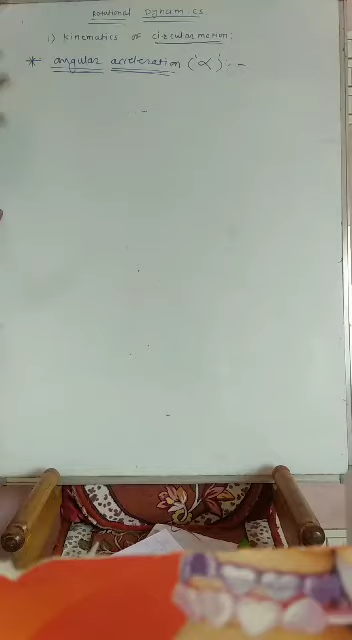 Rotational Dynamics
1) Kinematics of circular motion:
* angular acceleration ('α') :-